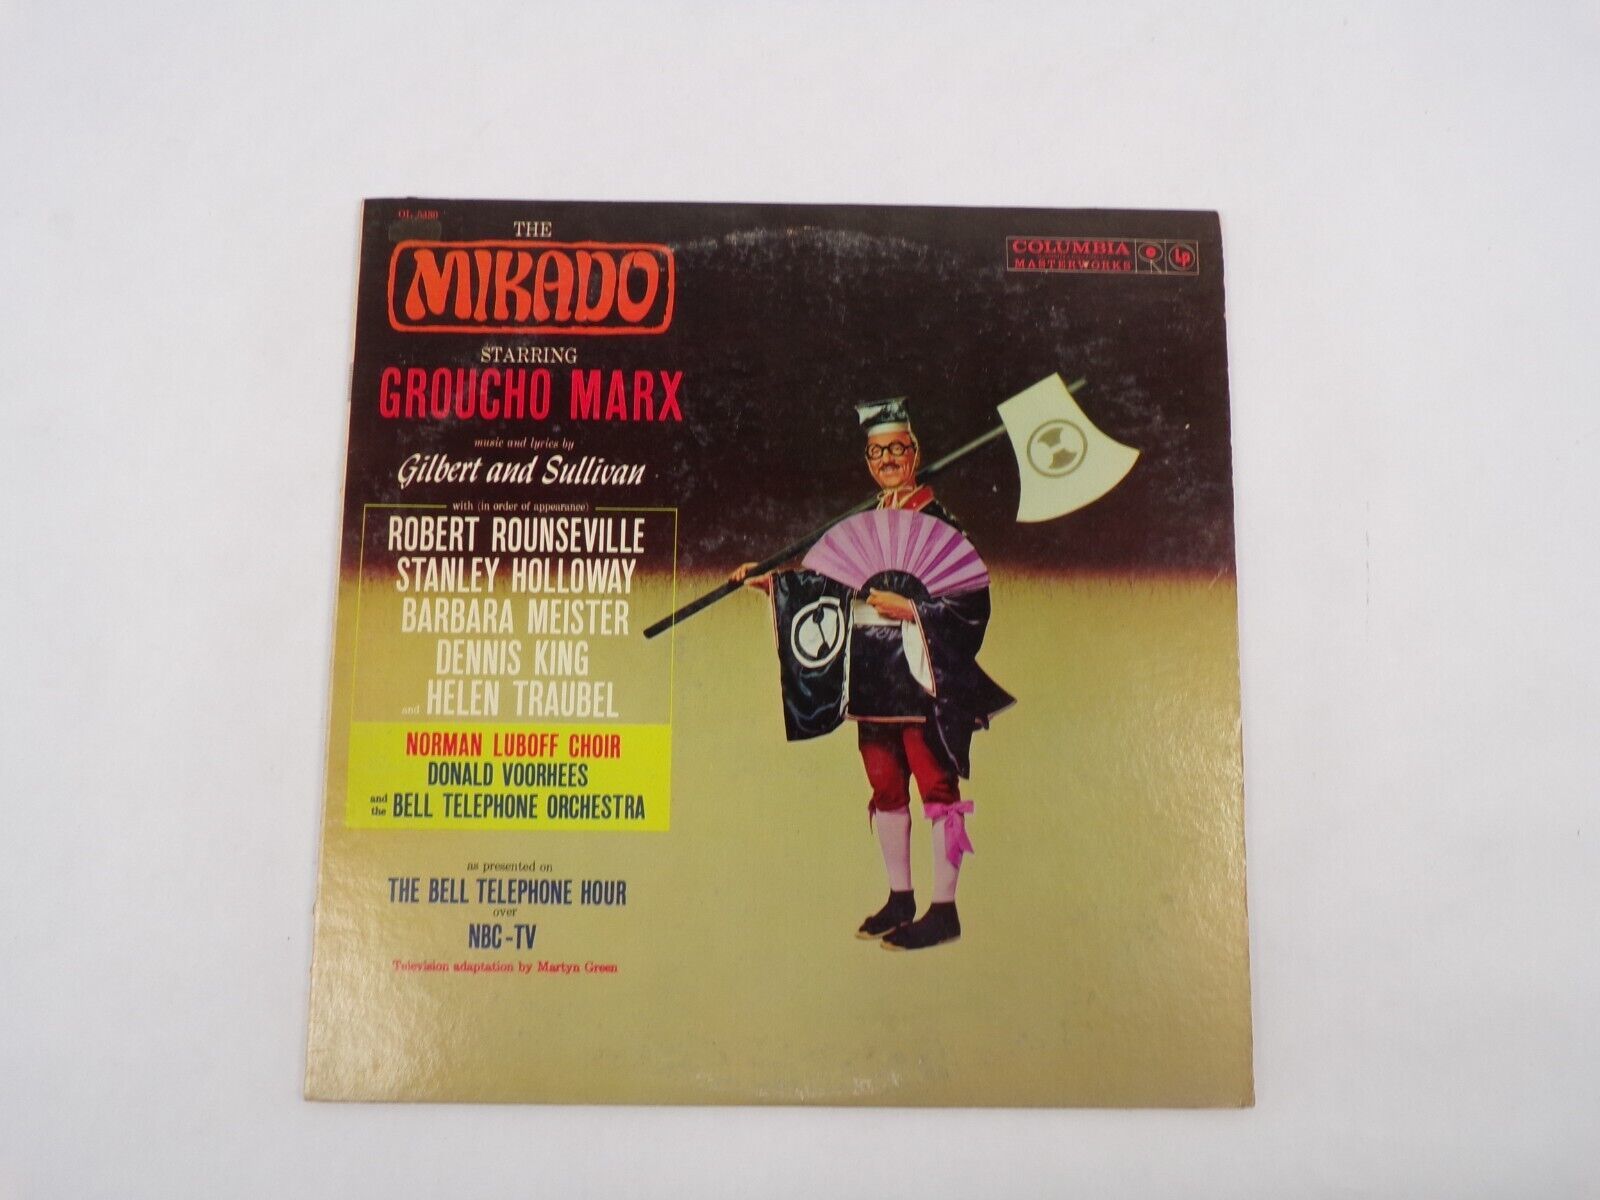 OL 5480
THE
MIKADO
STARRING
GROUCHO MARX
music and lyrics by
Gilbert and Sullivan
with (in order of appearance)
ROBERT ROUNSEVILLE
STANLEY HOLLOWAY
BARBARA MEISTER
DENNIS KING
and HELEN TRAUBEL
NORMAN LUBOFF CHOIR
DONALD VOORHEES
and the BELL TELEPHONE ORCHESTRA
as presented on
THE BELL TELEPHONE HOUR
over
NBC-TV
Television adaptation by Martyn Green
COLUMBIA
MASTERWORKS
Lp